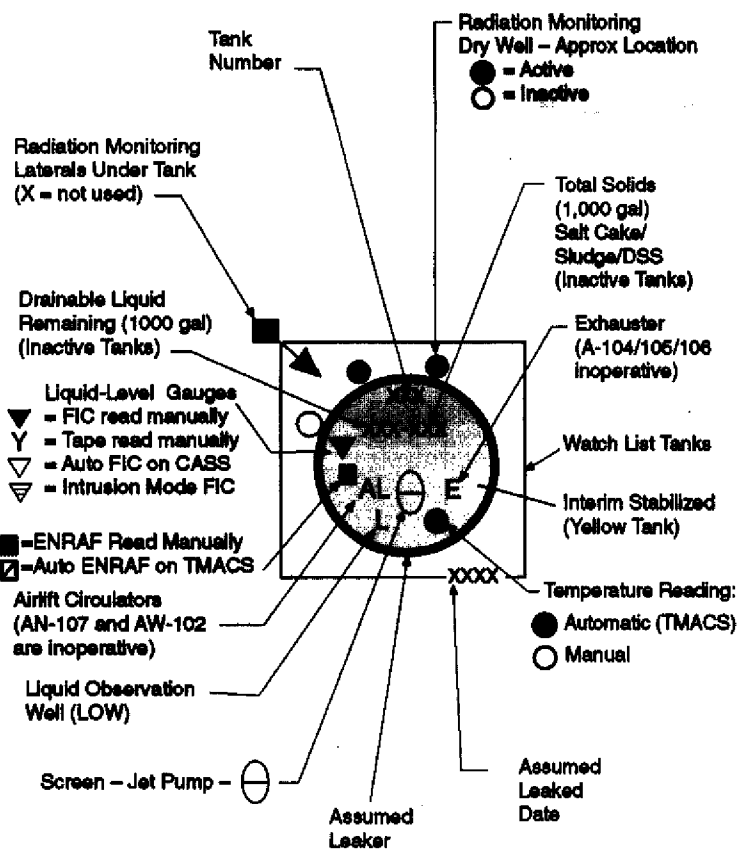 Radiation Monitoring
Dry Well – Approx Location
= Active
= Inactive
Tank
Number
Radiation Monitoring
Laterals Under Tank
(X = not used)
Total Solids
(1,000 gal)
Salt Cake/
Sludge/DSS
(Inactive Tanks)
Drainable Liquid
Remaining (1000 gal)
(Inactive Tanks)
Exhauster
(A-104/105/106
inoperative)
Liquid-Level Gauges
= FIC read manually
Y = Tape read manually
= Auto FIC on CASS
= Intrusion Mode FIC
Watch List Tanks
AL
E
L
Interim Stabilized
(Yellow Tank)
=ENRAF Read Manually
=Auto ENRAF on TMACS
XXXX
Temperature Reading:
Automatic (TMACS)
Manual
Airlift Circulators
(AN-107 and AW-102
are inoperative)
Liquid Observation
Well (LOW)
Screen – Jet Pump –
Assumed
Leaker
Assumed
Leaked
Date